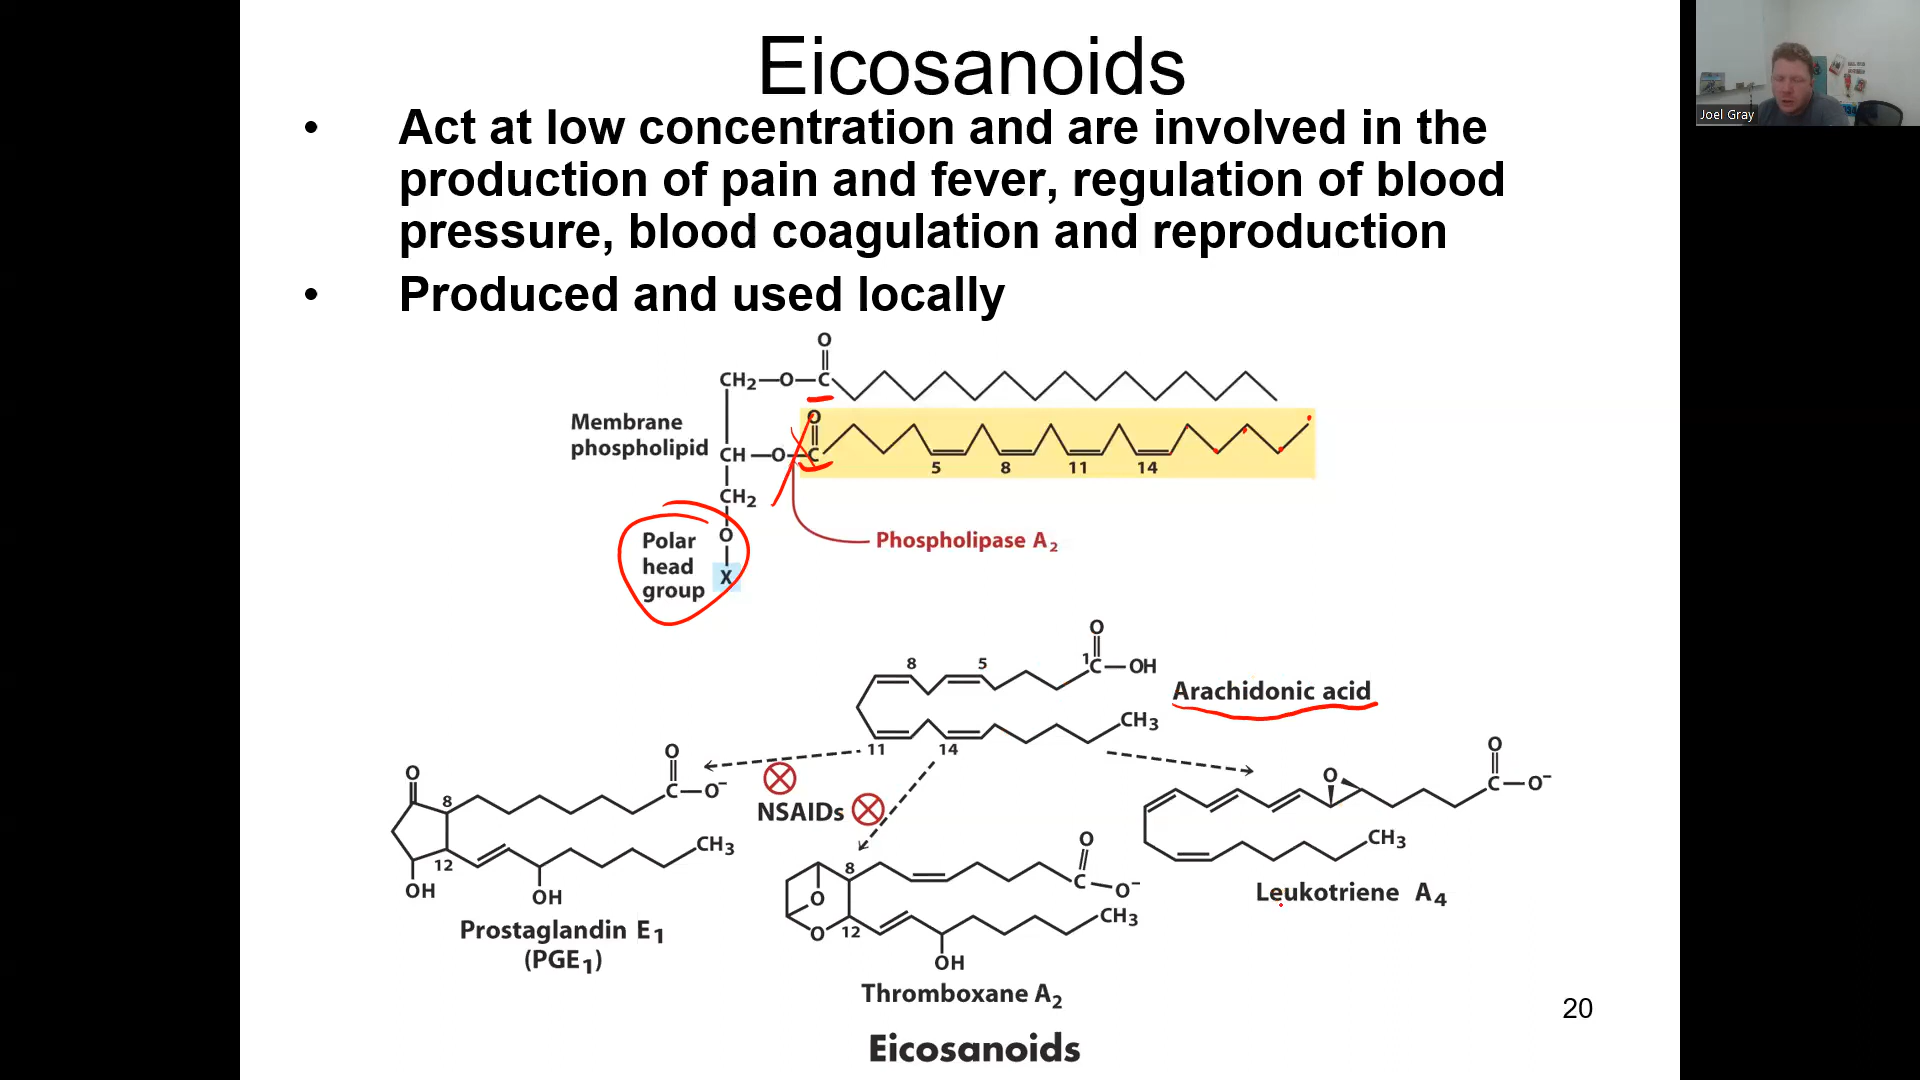 Eicosanoids
• Act at low concentration and are involved in the
production of pain and fever, regulation of blood
pressure, blood coagulation and reproduction
• Produced and used locally
Joel Gray
O
CH2—O—C
Membrane
phospholipid
O
CH—O—C
5 8 11 14
CH2
Polar
head
group
O
X
Phospholipase A2
O
8 5 1C—OH
Arachidonic acid
CH3
11 14
O
O
8
C—O−
12
CH3
OH
OH
Prostaglandin E1
(PGE1)
NSAIDs
O
8
C—O−
O
O
12
CH3
OH
Thromboxane A2
O
O
C—O−
CH3
Leukotriene A4
Eicosanoids
20